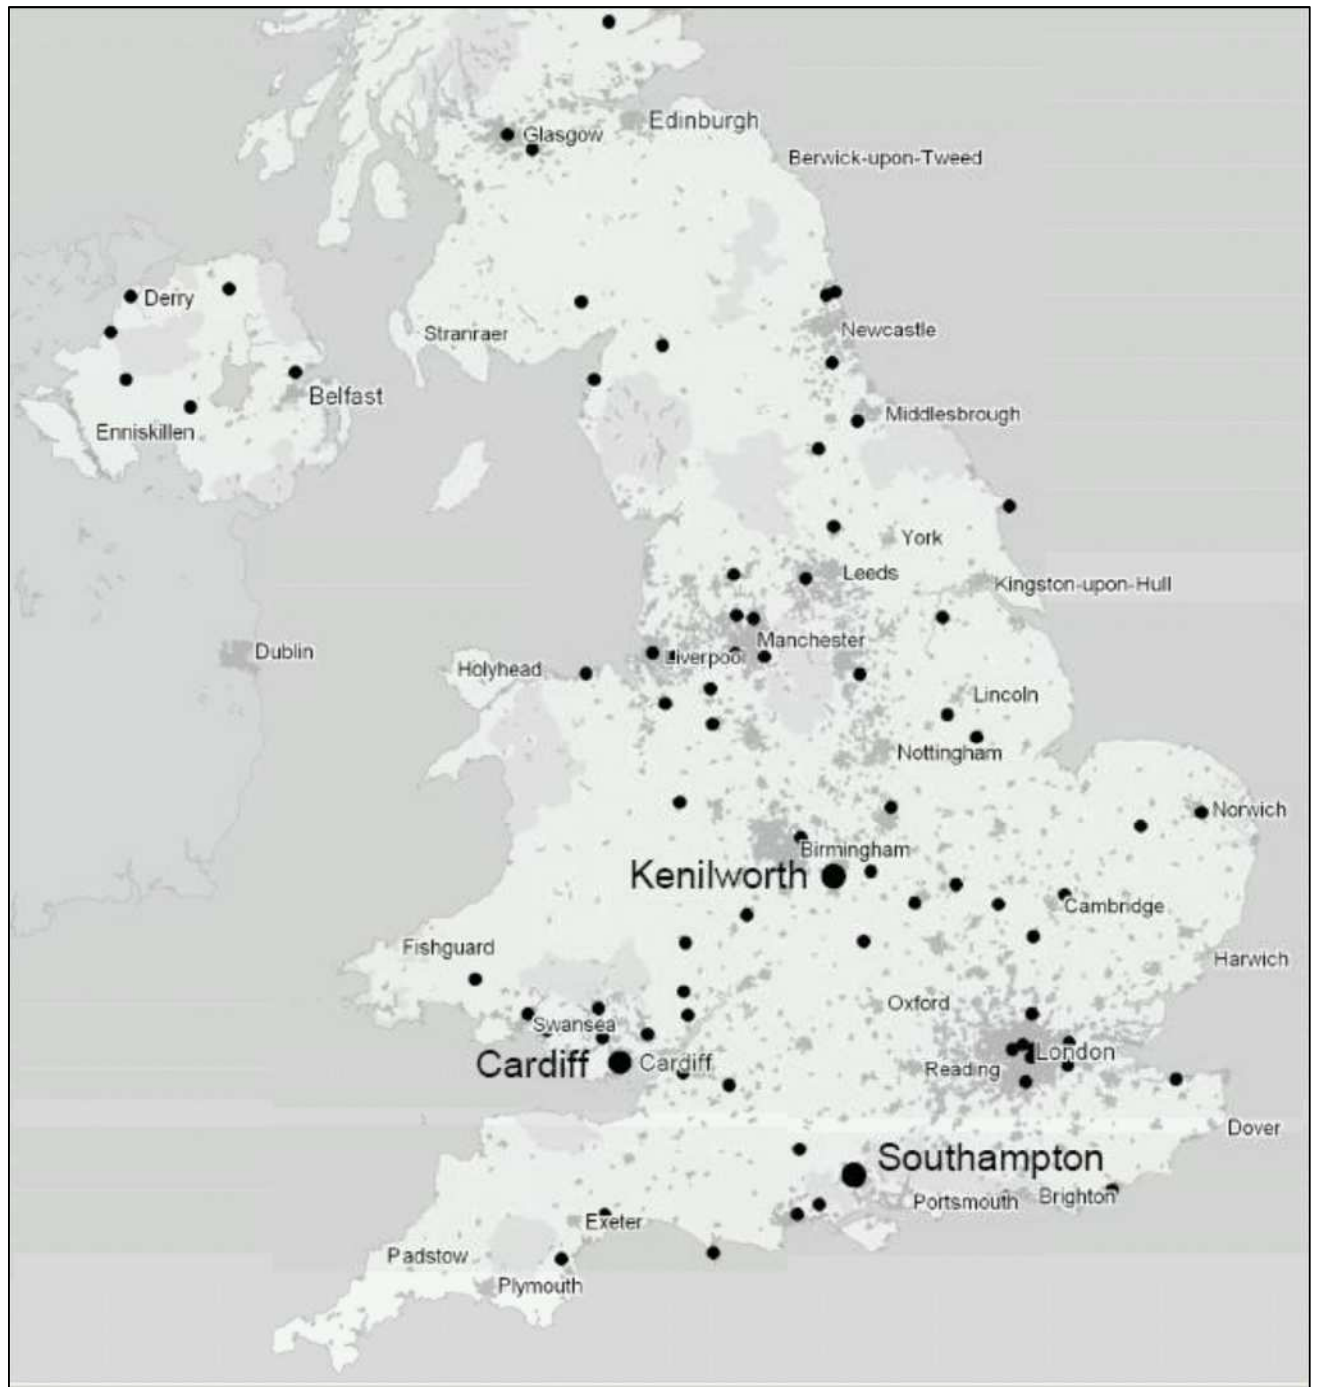 Edinburgh
Glasgow
Berwick-upon-Tweed
Derry
Newcastle
Stranraer
Belfast
Middlesbrough
Enniskillen
York
Leeds
Kingston-upon-Hull
Manchester
Dublin
Liverpool
Holyhead
Lincoln
Nottingham
Norwich
Birmingham
Kenilworth
Cambridge
Fishguard
Harwich
Oxford
Swansea
London
Cardiff
Cardiff
Reading
Dover
Southampton
Brighton
Portsmouth
Exeter
Padstow
Plymouth